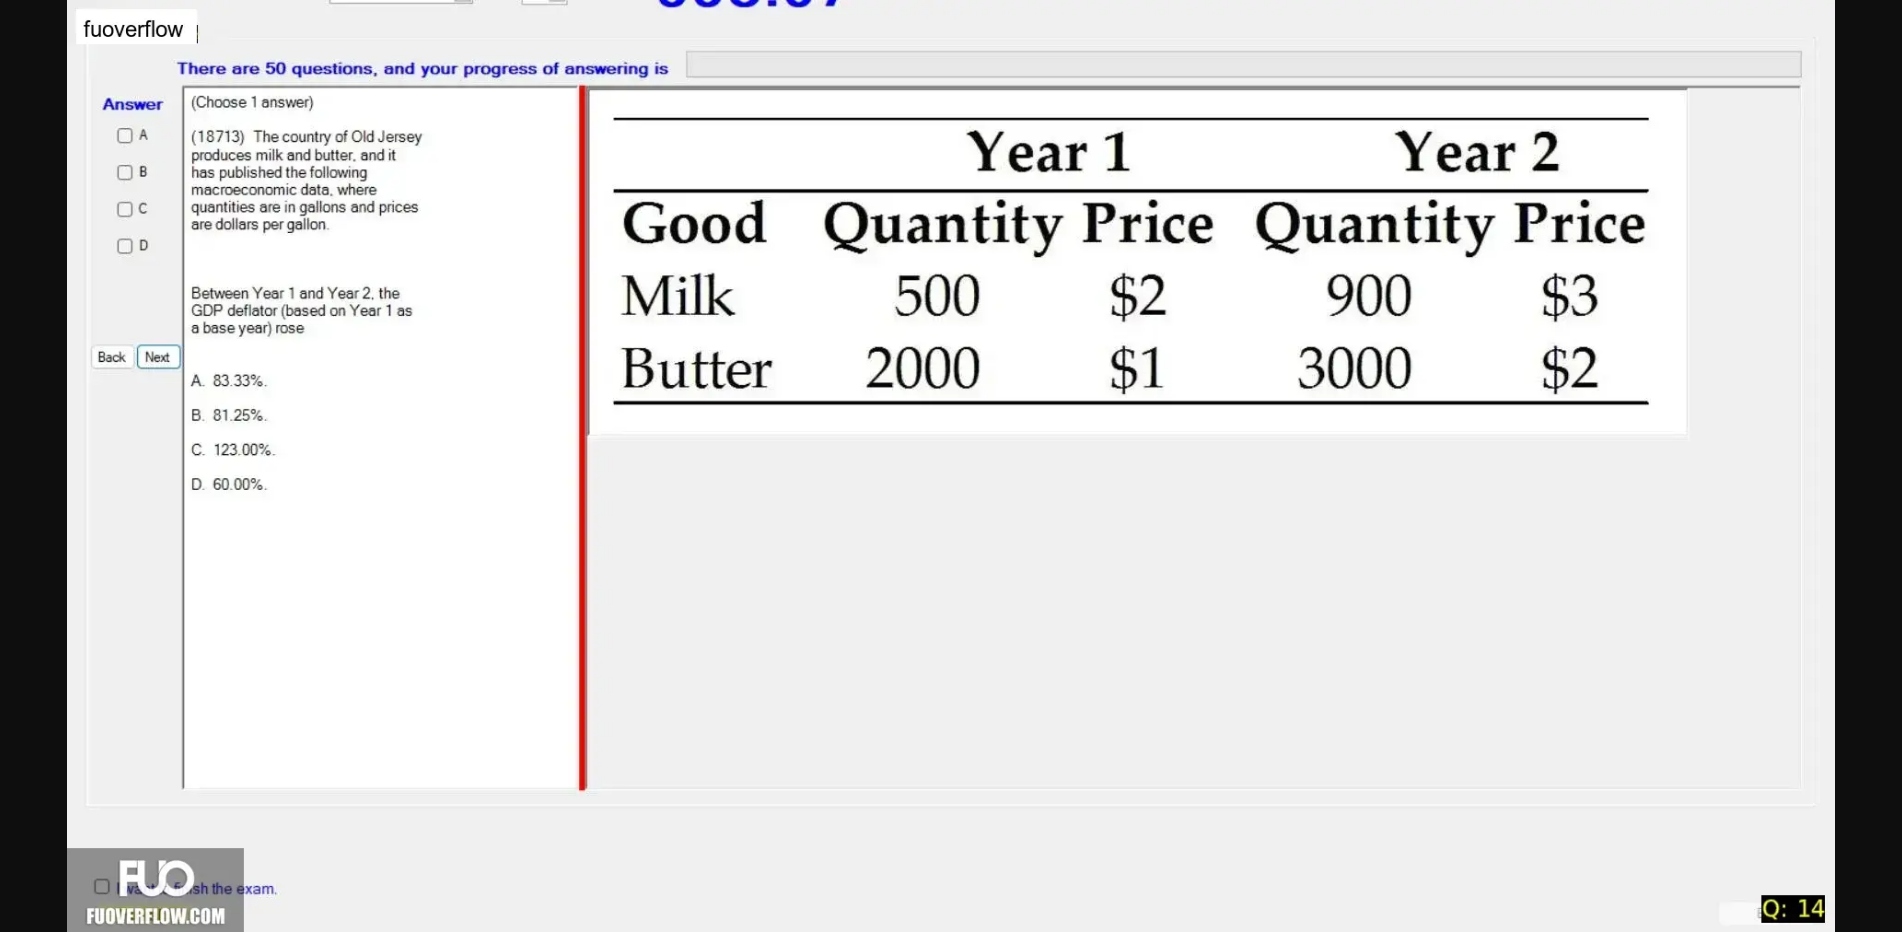 fuoverflow
There are 50 questions, and your progress of answering is
Answer
A
B
C
D
Back
Next
(Choose 1 answer)
(18713) The country of Old Jersey
produces milk and butter, and it
has published the following
macroeconomic data, where
quantities are in gallons and prices
are dollars per gallon.
Between Year 1 and Year 2, the
GDP deflator (based on Year 1 as
a base year) rose
A. 83.33%.
B. 81.25%.
C. 123.00%.
D. 60.00%.
Year 1 Year 2
Good Quantity Price Quantity Price
Milk 500 $2 900 $3
Butter 2000 $1 3000 $2
FUO
the exam.
FUOVERFLOW.COM
Q: 14